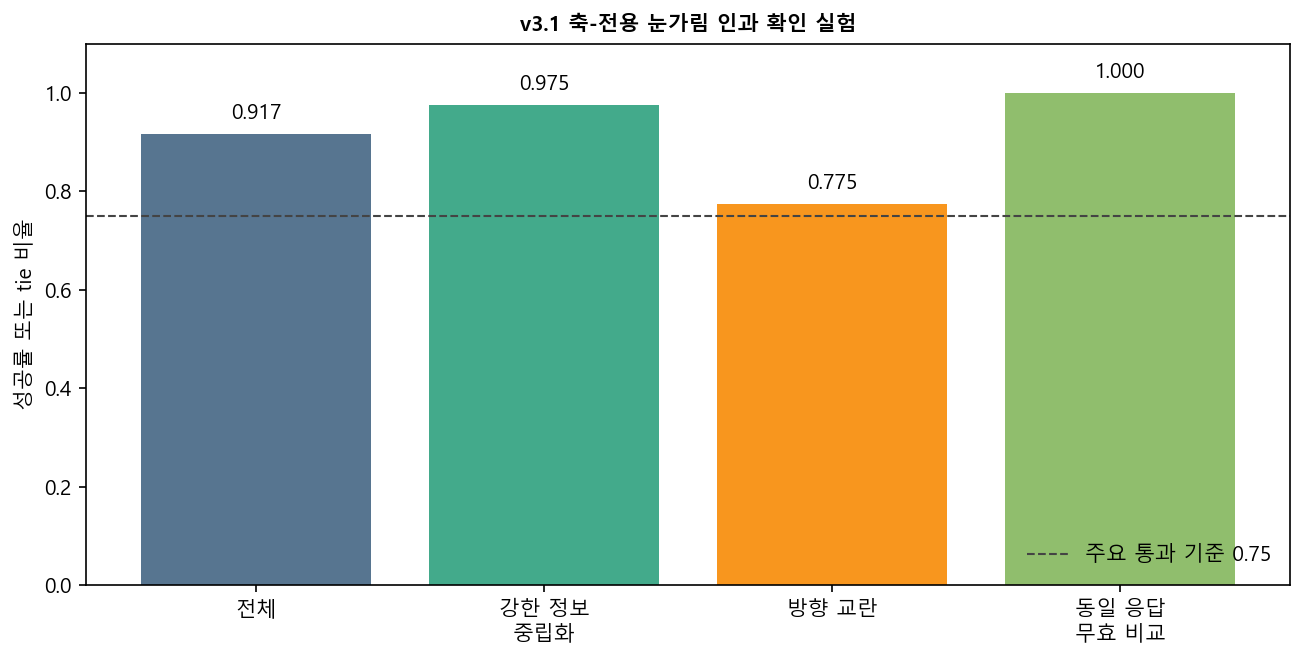 v3.1 축-전용 눈가림 인과 확인 실험
성공률 또는 tie 비율
1.0
0.8
0.6
0.4
0.2
0.0
0.917
0.975
0.775
1.000
주요 통과 기준 0.75
전체
강한 정보
중립화
방향 교란
동일 응답
무효 비교